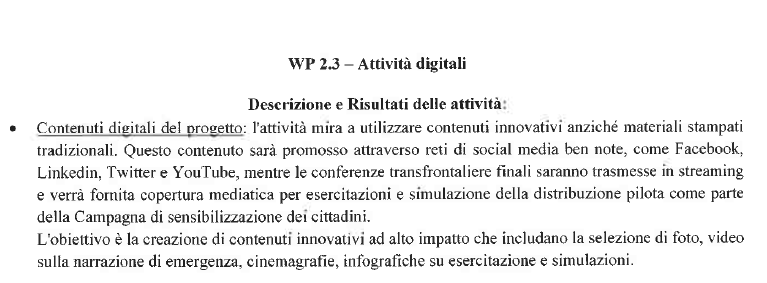 WP 2.3 – Attività digitali
Descrizione e Risultati delle attività:
• Contenuti digitali del progetto: l'attività mira a utilizzare contenuti innovativi anziché materiali stampati
tradizionali. Questo contenuto sarà promosso attraverso reti di social media ben note, come Facebook,
Linkedin, Twitter e YouTube, mentre le conferenze transfrontaliere finali saranno trasmesse in streaming
e verrà fornita copertura mediatica per esercitazioni e simulazione della distribuzione pilota come parte
della Campagna di sensibilizzazione dei cittadini.
L'obiettivo è la creazione di contenuti innovativi ad alto impatto che includano la selezione di foto, video
sulla narrazione di emergenza, cinemagrafie, infografiche su esercitazione e simulazioni.